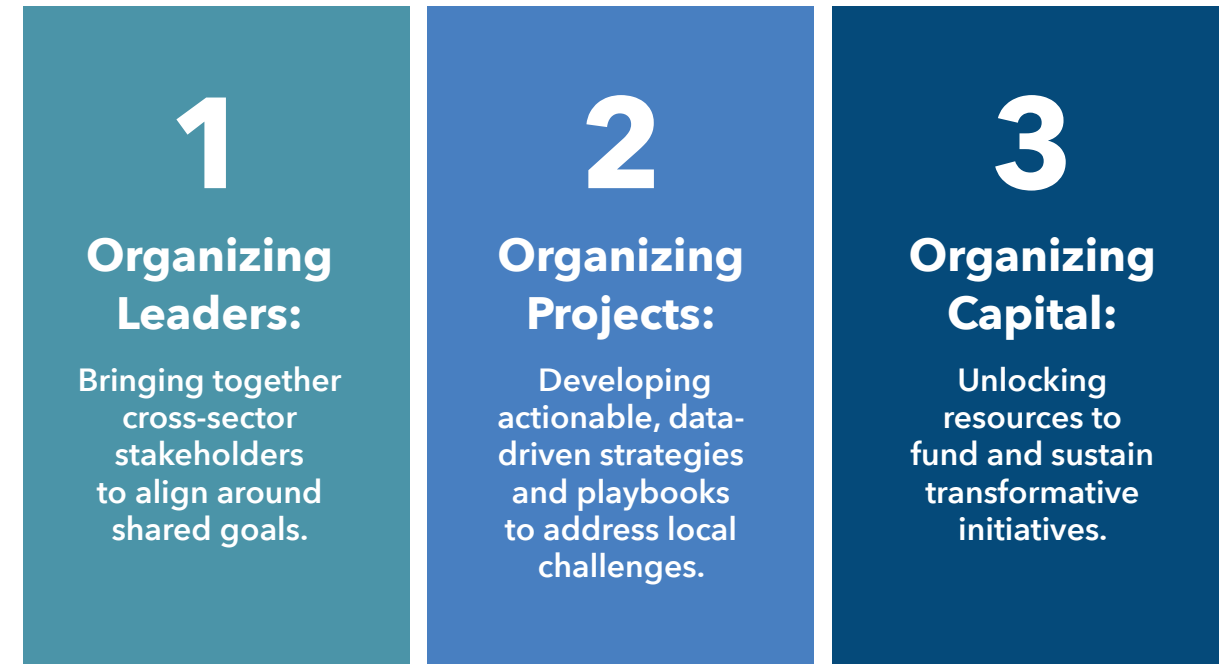 1
Organizing
Leaders:
Bringing together
cross-sector
stakeholders
to align around
shared goals.
2
Organizing
Projects:
Developing
actionable, data-
driven strategies
and playbooks
to address local
challenges.
3
Organizing
Capital:
Unlocking
resources to
fund and sustain
transformative
initiatives.